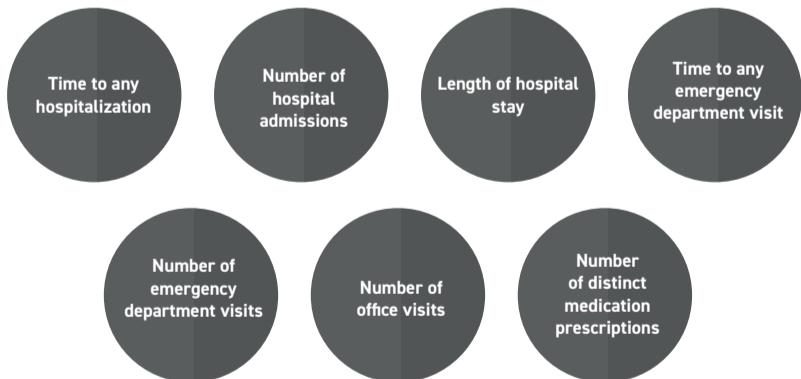 Time to any
hospitalization
Number of
hospital
admissions
Length of hospital
stay
Time to any
emergency
department visit
Number of
emergency
department visits
Number of
office visits
Number
of distinct
medication
prescriptions